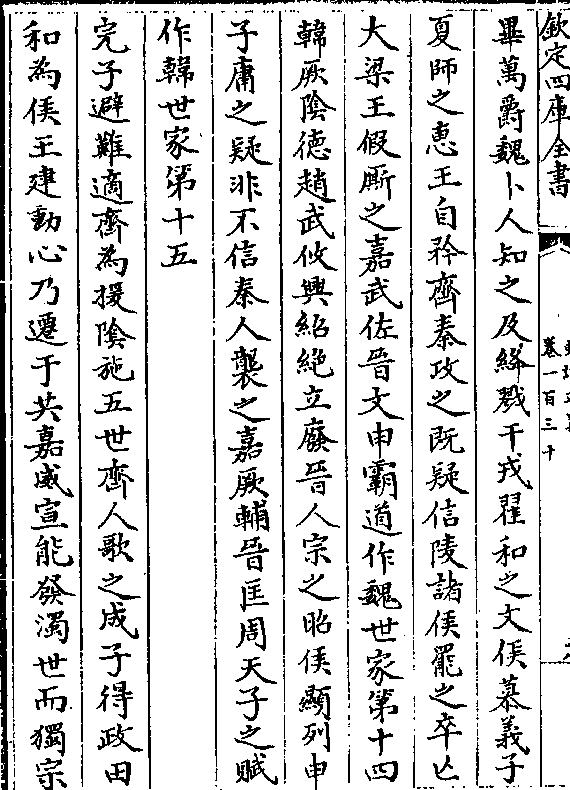 欽定四庫全書
卷一百三十
畢萬爵魏卜人知之及絳戮干戎翟和之文侯慕義子
夏師之惠王自矜齊秦攻之既疑信陵諸侯罷之卒亾
大梁王假厮之嘉武佐晉文申霸道作魏世家第十四
韓厥陰德趙武攸興紹絶立廢晉人宗之昭侯顯列申
子庸之疑非不信秦人襲之嘉厥輔晉匡周天子之賦
作韓世家第十五
完子避難適齊為援隂施五世齊人歌之成子得政田
和為侯王建動心乃遷于共嘉威宣能發濁世而獨宗